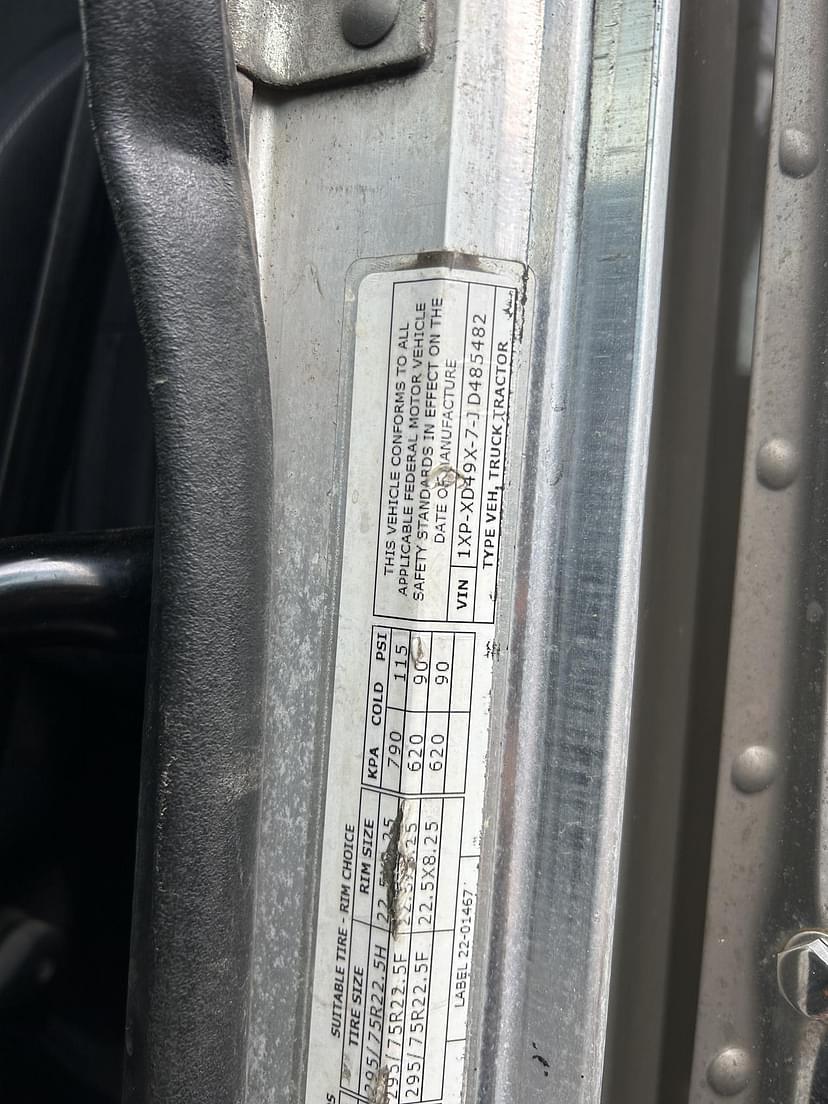 THIS VEHICLE CONFORMS TO ALL
APPLICABLE FEDERAL MOTOR VEHICLE
SAFETY STANDARDS IN EFFECT ON THE
DATE OF MANUFACTURE
VIN 1XP-XD49X-7-JD485482
TYPE VEH, TRUCK TRACTOR
SUITABLE TIRE - RIM CHOICE
TIRE SIZE RIM SIZE KPA COLD PSI
295/75R22.5H 790 115
295/75R22.5F 620 90
295/75R22.5F 22.5X8.25 620 90
LABEL 22-01467